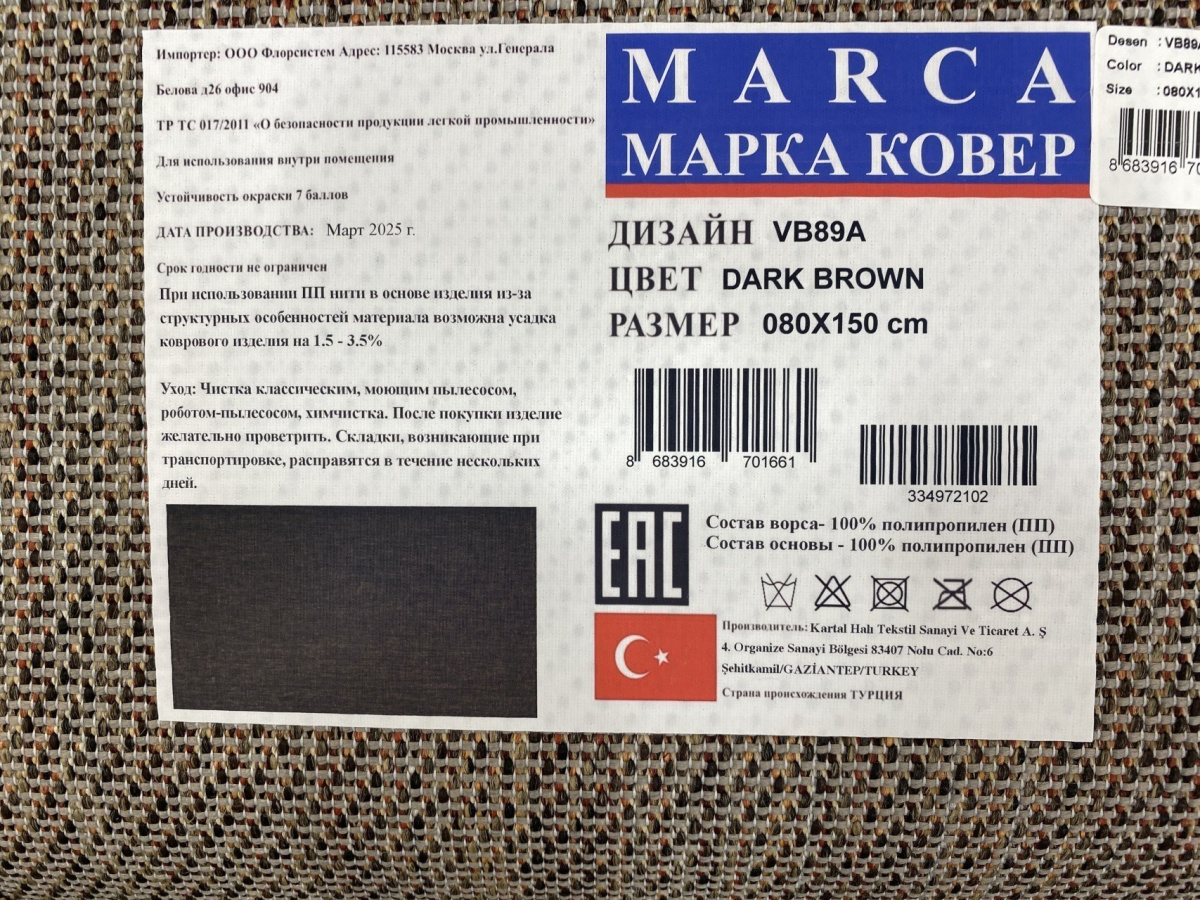 Импортер: ООО Флорсистем Адрес: 115583 Москва ул.Генерала
Белова д26 офис 904
ТР ТС 017/2011 «О безопасности продукции легкой промышленности»
Для использования внутри помещения
Устойчивость окраски 7 баллов
ДАТА ПРОИЗВОДСТВА: Март 2025 г.
Срок годности не ограничен
При использовании ПП нити в основе изделия из-за
структурных особенностей материала возможна усадка
коврового изделия на 1.5 - 3.5%
Уход: Чистка классическим, моющим пылесосом,
роботом-пылесосом, химчистка. После покупки изделие
желательно проветрить. Складки, возникающие при
транспортировке, расправятся в течение нескольких
дней.
MARCA
МАРКА КОВЕР
ДИЗАЙН VB89A
ЦВЕТ DARK BROWN
РАЗМЕР 080X150 cm
8 683916 701661
334972102
EAC
Состав ворса- 100% полипропилен (ПП)
Состав основы - 100% полипропилен (ПП)
Производитель: Kartal Halı Tekstil Sanayi Ve Ticaret A. Ş
4. Organize Sanayi Bölgesi 83407 Nolu Cad. No:6
Şehitkamil/GAZİANTEP/TURKEY
Страна происхождения ТУРЦИЯ
Desen : VB89A
Color : DARK
Size : 080X1
8 683916 70